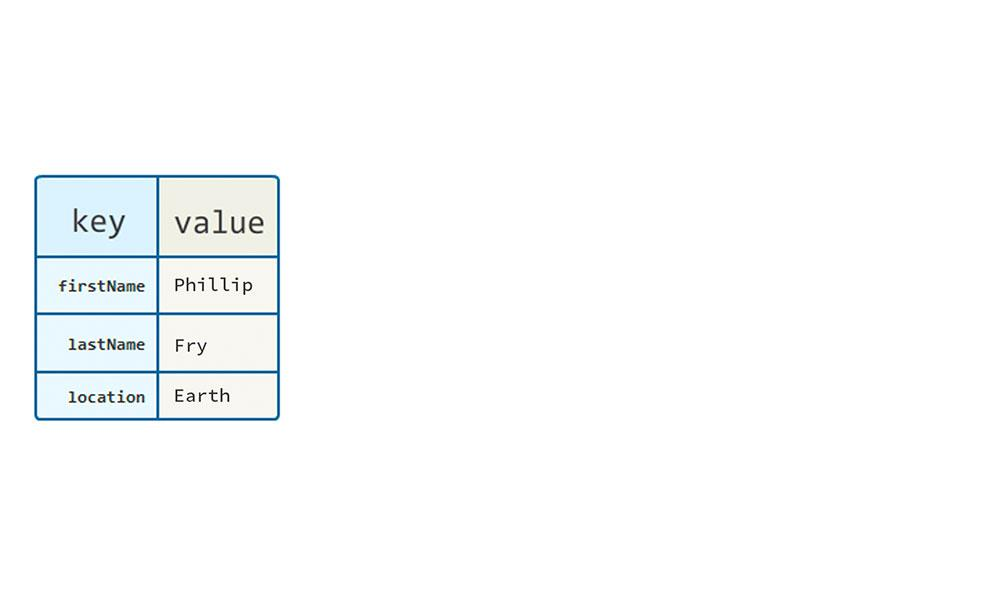 key value
firstName Phillip
lastName Fry
location Earth